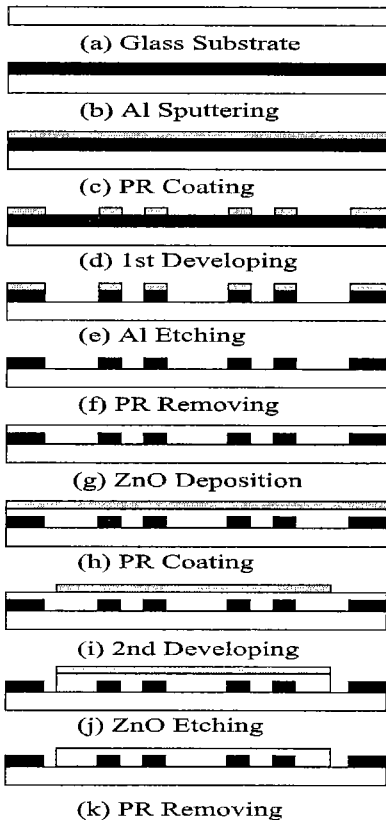 (a) Glass Substrate
(b) Al Sputtering
(c) PR Coating
(d) 1st Developing
(e) Al Etching
(f) PR Removing
(g) ZnO Deposition
(h) PR Coating
(i) 2nd Developing
(j) ZnO Etching
(k) PR Removing